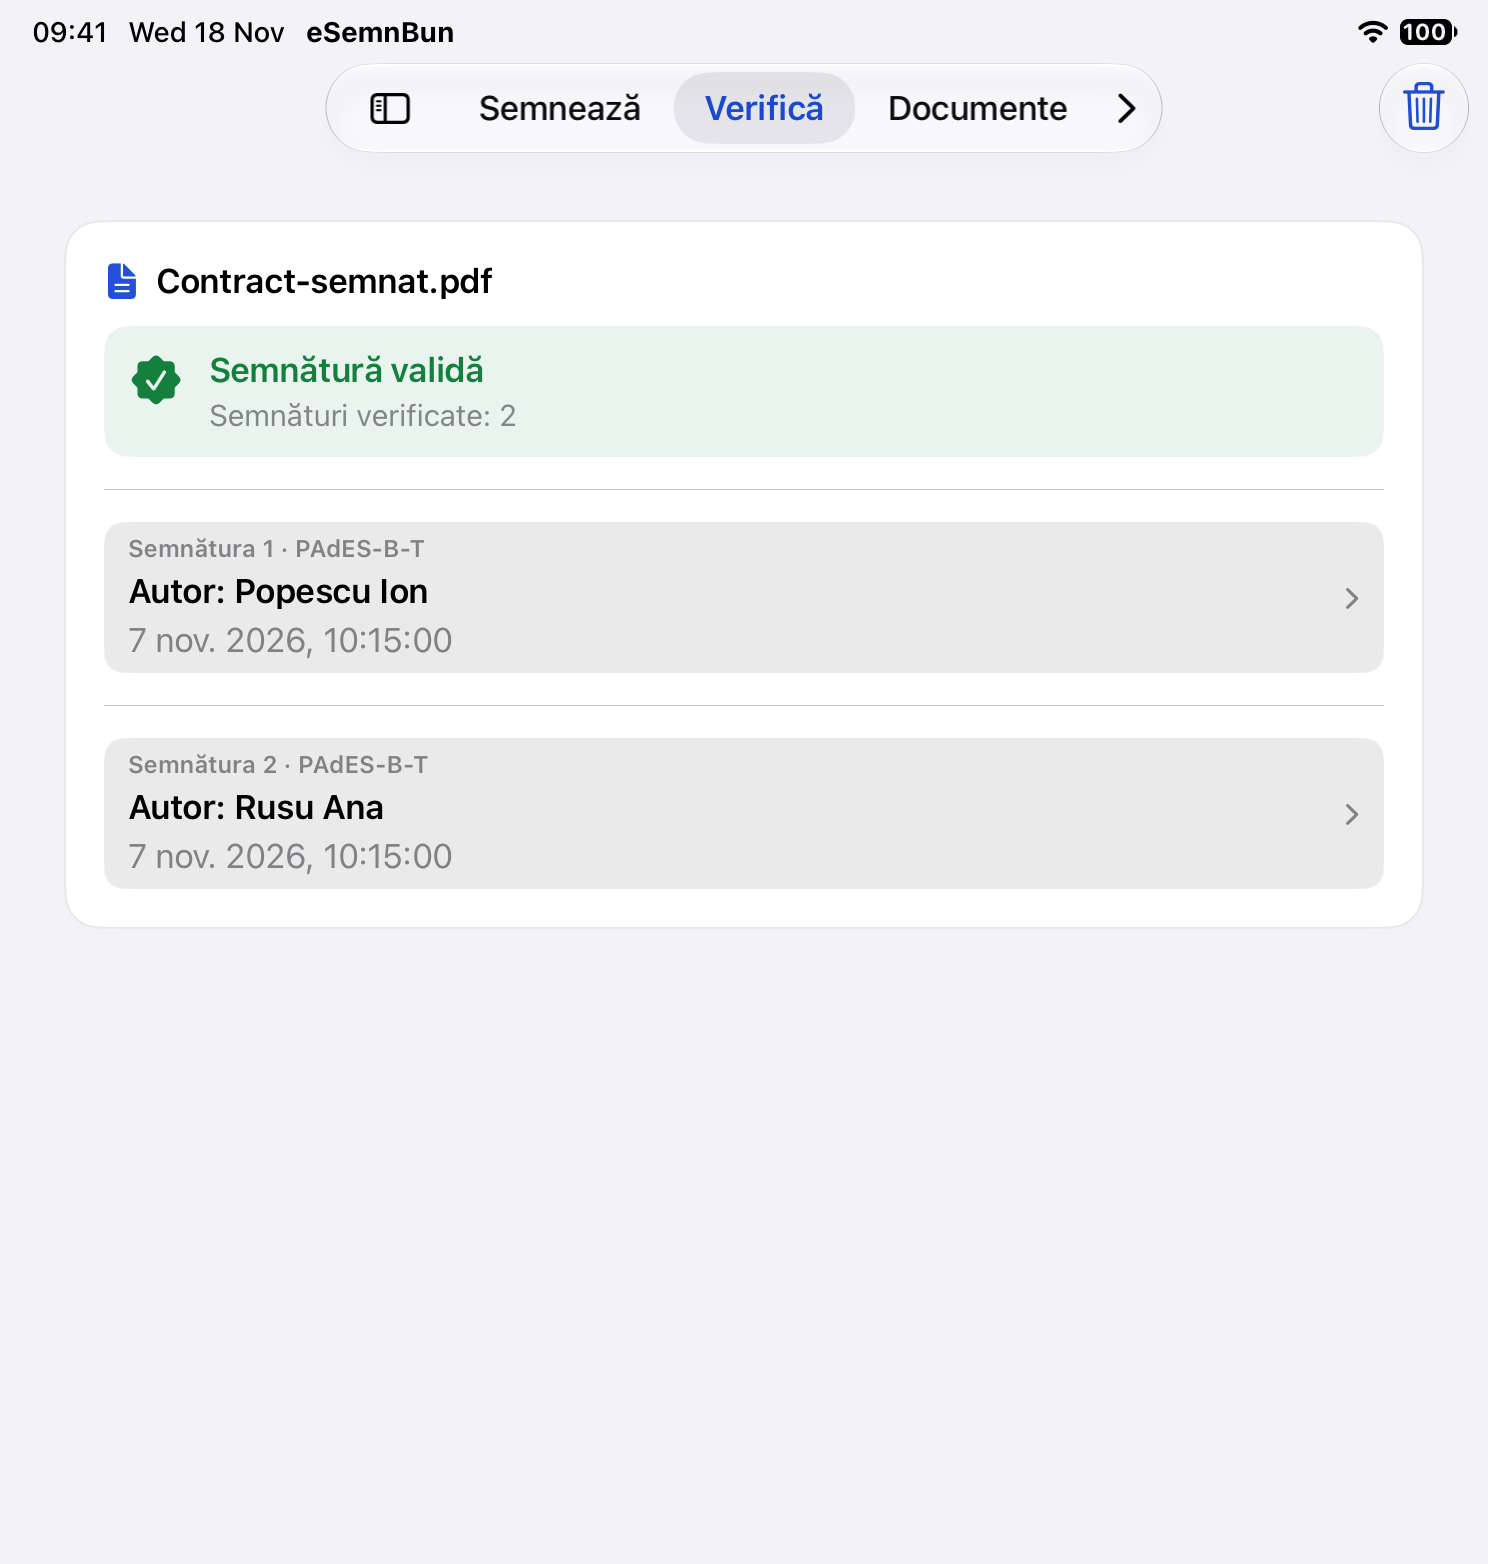 09:41 Wed 18 Nov eSemnBun 100
Semnează Verifică Documente
Contract-semnat.pdf
Semnătură validă
Semnături verificate: 2
Semnătura 1 · PAdES-B-T
Autor: Popescu Ion
7 nov. 2026, 10:15:00
Semnătura 2 · PAdES-B-T
Autor: Rusu Ana
7 nov. 2026, 10:15:00